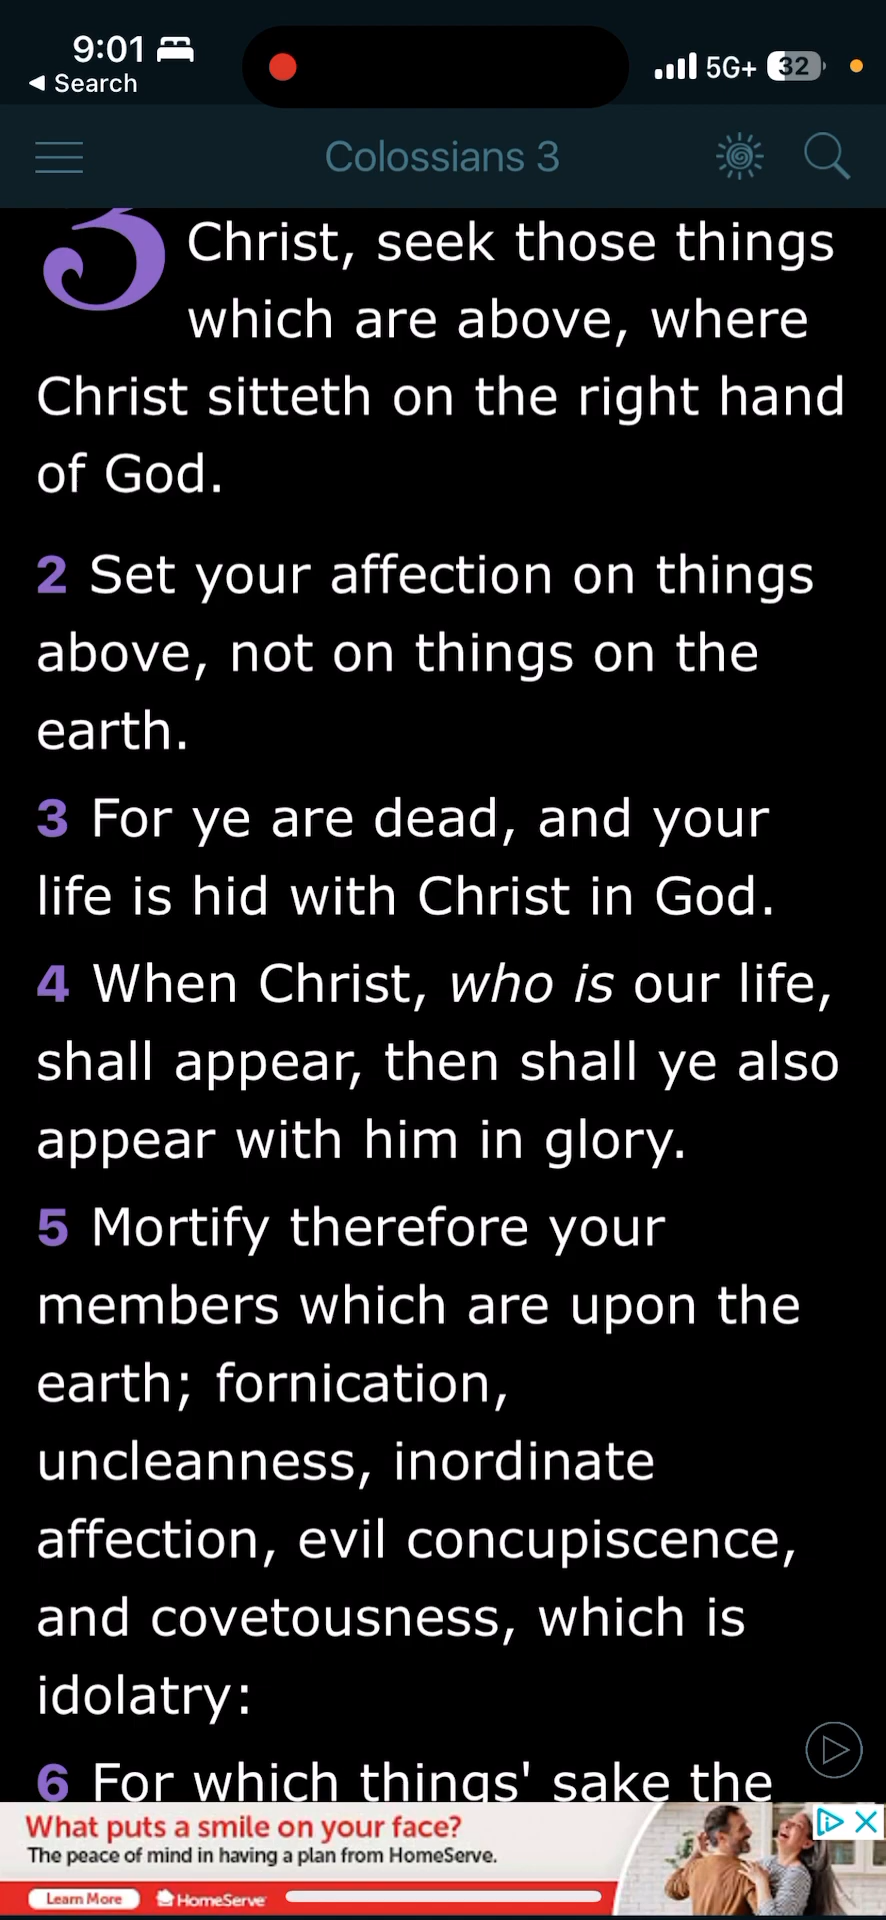 9:01
◀ Search
5G+ 32
Colossians 3
3 Christ, seek those things
which are above, where
Christ sitteth on the right hand
of God.
2 Set your affection on things
above, not on things on the
earth.
3 For ye are dead, and your
life is hid with Christ in God.
4 When Christ, who is our life,
shall appear, then shall ye also
appear with him in glory.
5 Mortify therefore your
members which are upon the
earth; fornication,
uncleanness, inordinate
affection, evil concupiscence,
and covetousness, which is
idolatry:
6 For which things' sake the
What puts a smile on your face?
The peace of mind in having a plan from HomeServe.
Learn More HomeServe